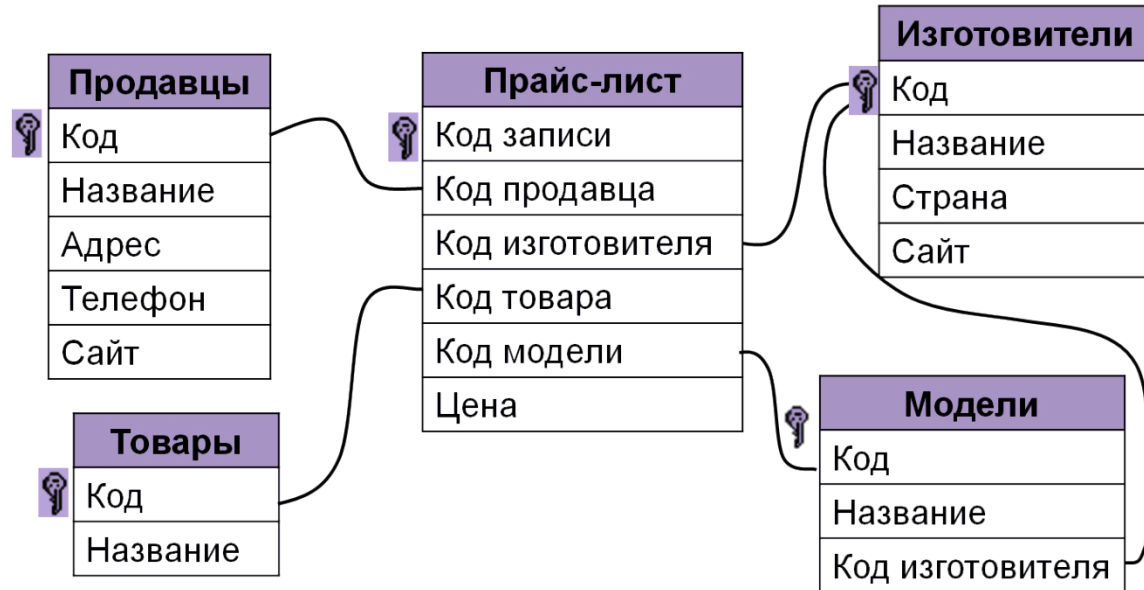 Продавцы
Код
Название
Адрес
Телефон
Сайт
Товары
Код
Название
Прайс-лист
Код записи
Код продавца
Код изготовителя
Код товара
Код модели
Цена
Изготовители
Код
Название
Страна
Сайт
Модели
Код
Название
Код изготовителя